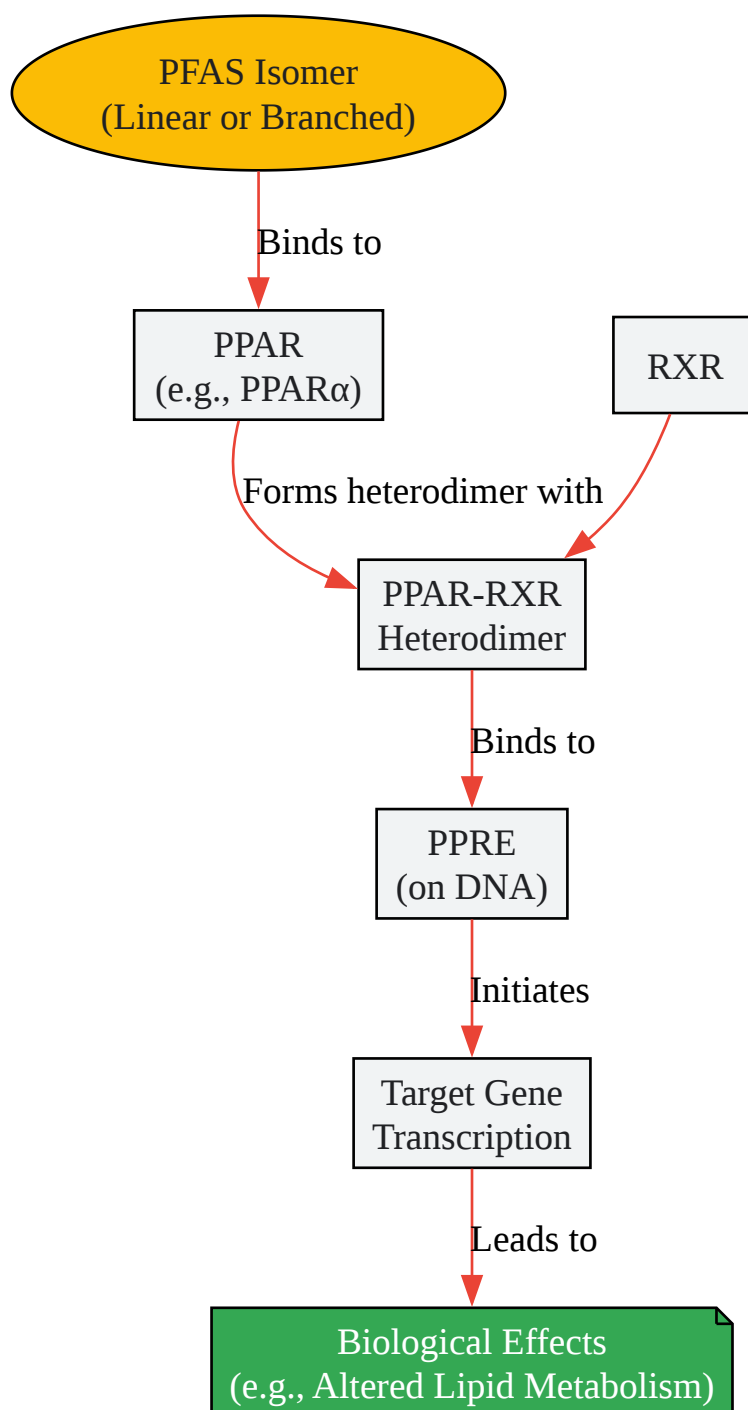 PFAS Isomer
(Linear or Branched)
Binds to
PPAR
(e.g., PPARα)
RXR
Forms heterodimer with
PPAR-RXR
Heterodimer
Binds to
PPRE
(on DNA)
Initiates
Target Gene
Transcription
Leads to
Biological Effects
(e.g., Altered Lipid Metabolism)